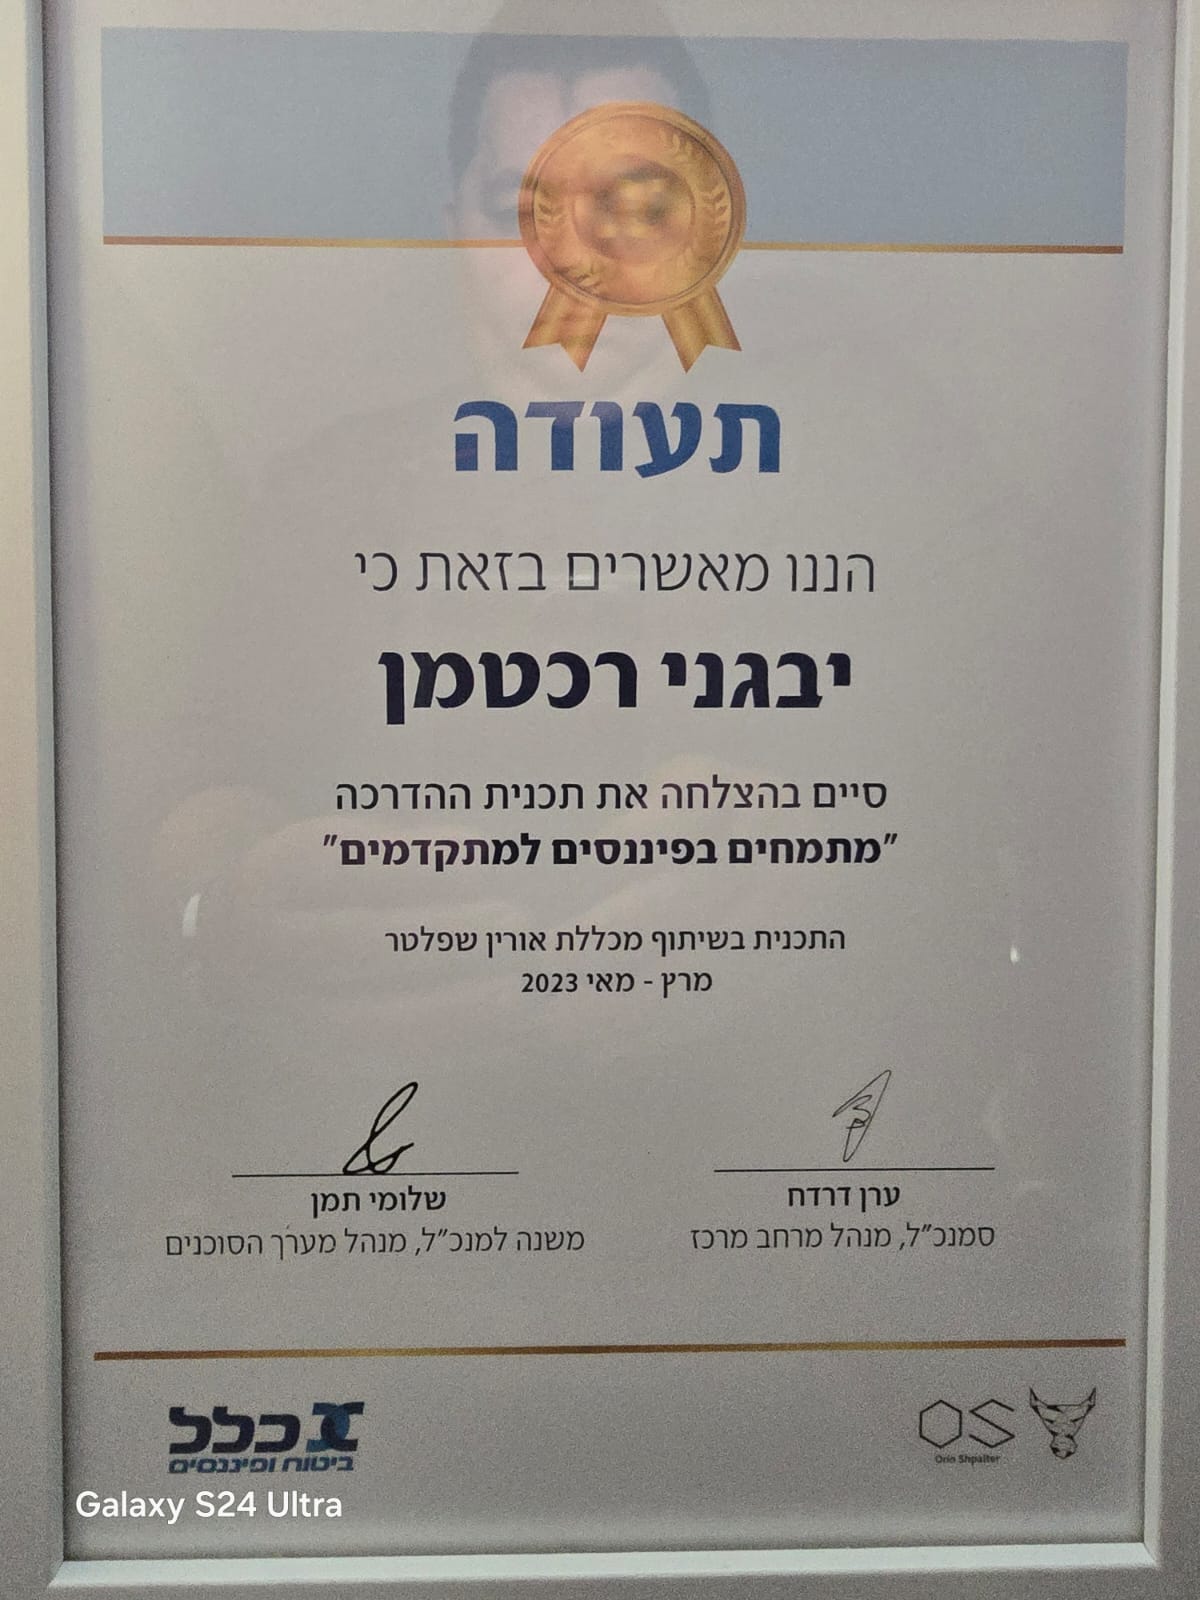 תעודה
הננו מאשרים בזאת כי
יבגני רכטמן
סיים בהצלחה את תכנית ההדרכה
"מתמחים בפיננסים למתקדמים"
התכנית בשיתוף מכללת אורין שפלטר
מרץ - מאי 2023
ערן דרדח
סמנכ"ל, מנהל מרחב מרכז
שלומי תמן
משנה למנכ"ל, מנהל מערך הסוכנים
OS
Orin Shpalter
כלל
ביטוח ופיננסים
Galaxy S24 Ultra